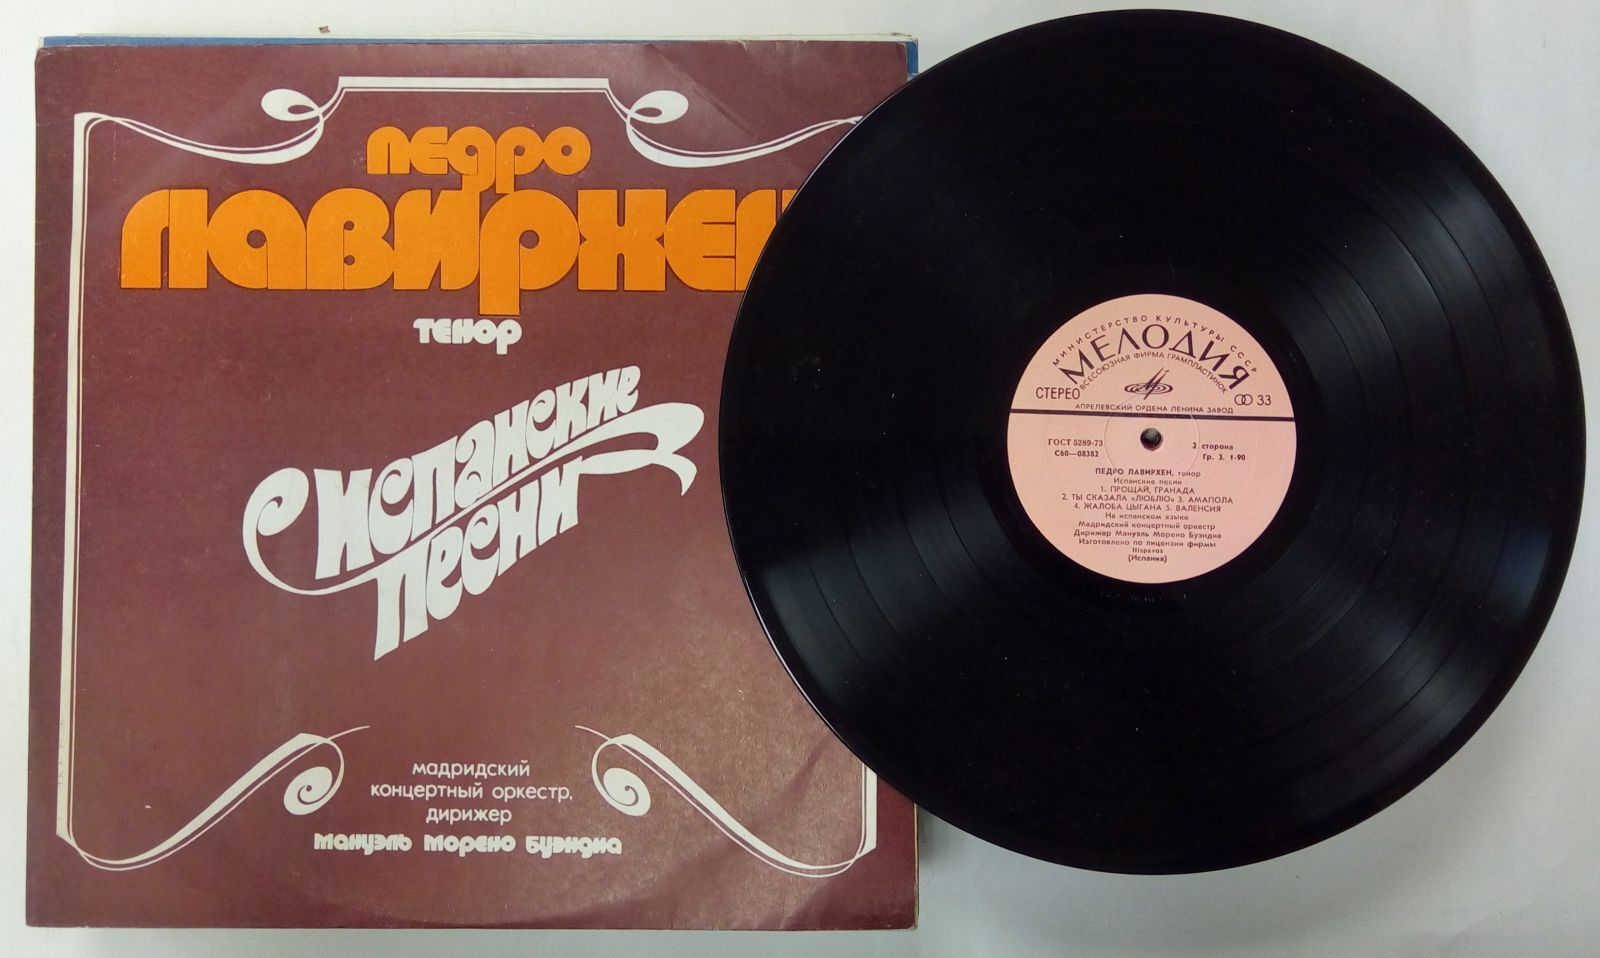 педро
лавирхен
тенор
Испанские
песни
мадридский
концертный оркестр,
дирижер
мануэль морено буэндиа
МИНИСТЕРСТВО КУЛЬТУРЫ СССР
МЕЛОДИЯ
ВСЕСОЮЗНАЯ ФИРМА ГРАМПЛАСТИНОК
СТЕРЕО 33
АПРЕЛЕВСКИЙ ОРДЕНА ЛЕНИНА ЗАВОД
ГОСТ 5289-73 2 сторона
С60—08382 Гр. 3. 1-90
ПЕДРО ЛАВИРХЕН, тенор
Испанские песни
1. ПРОЩАЙ, ГРАНАДА
2. ТЫ СКАЗАЛА «ЛЮБЛЮ» 3. АМАПОЛА
4. ЖАЛОБА ЦЫГАНА 5. ВАЛЕНСИЯ
На испанском языке
Мадридский концертный оркестр
Дирижер Мануэль Морено Буэндиа
Изготовлено по лицензии фирмы
Hispavox
(Испания)